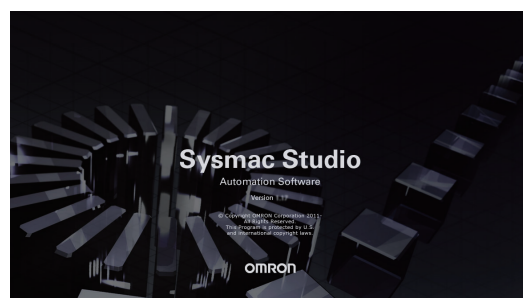 Sysmac Studio
Automation Software
Version
© Copyright OMRON Corporation 2011-
All Rights Reserved.
This Program is protected by U.S.
and international copyright laws.
OMRON